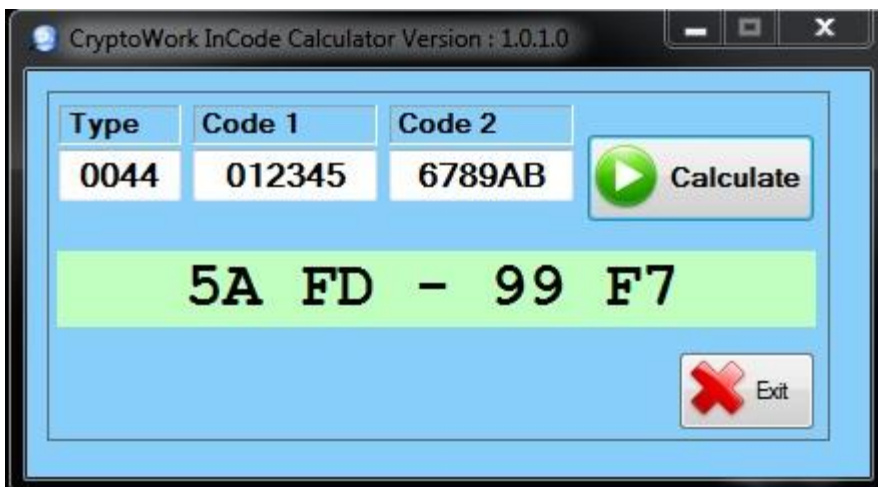 CryptoWork InCode Calculator Version : 1.0.1.0
Type Code 1 Code 2
0044 012345 6789AB Calculate
5A FD - 99 F7
Exit